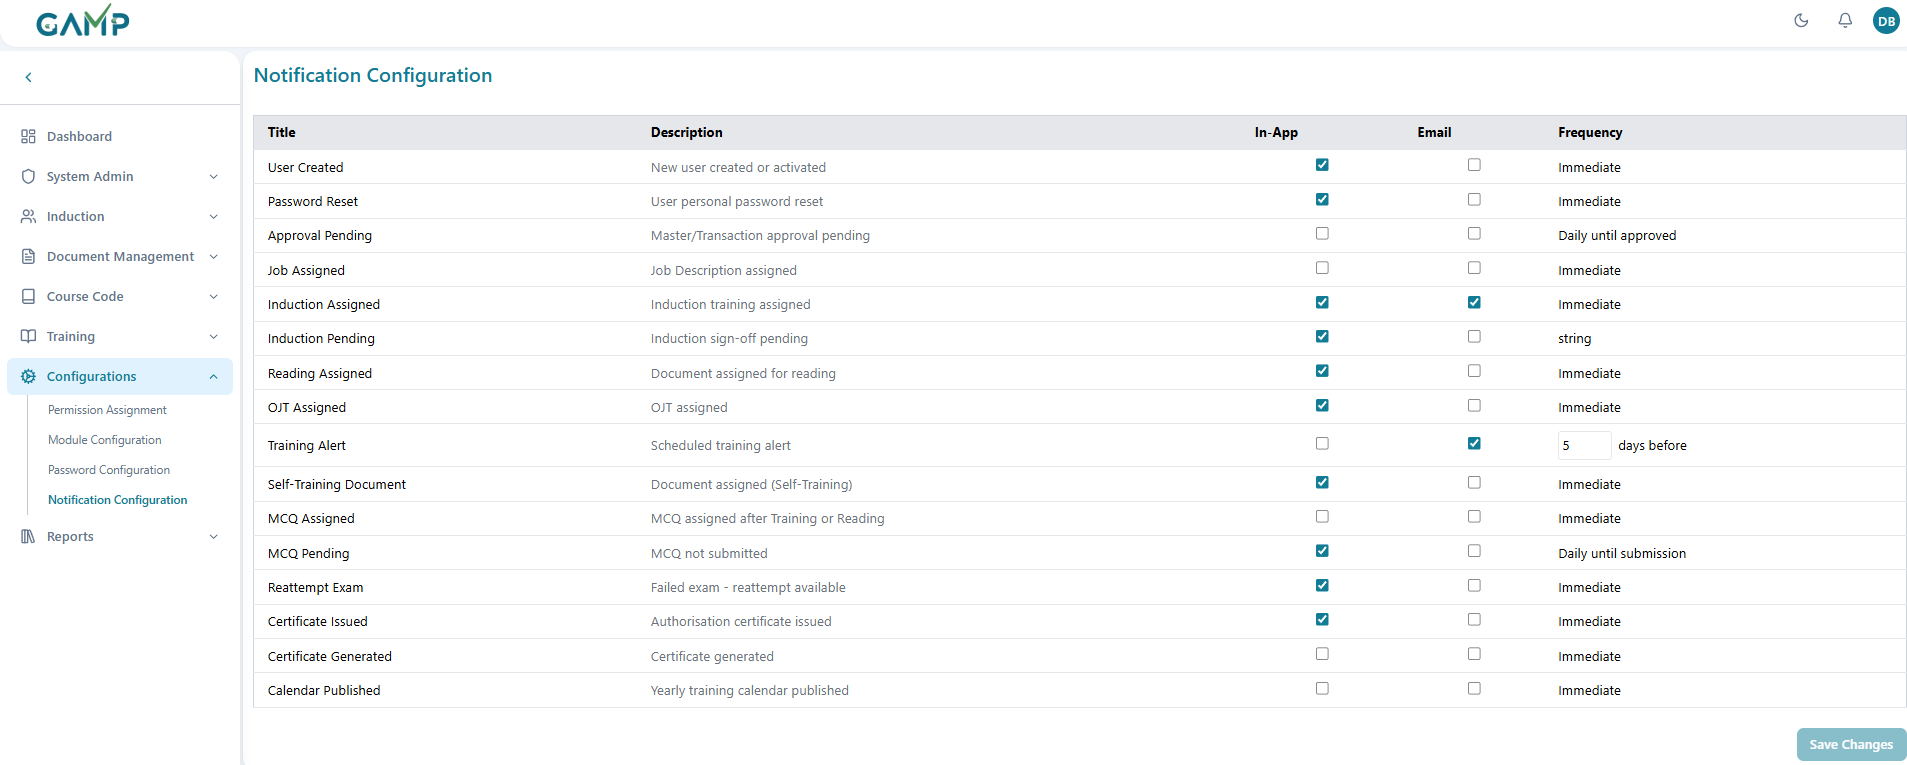 GAMP
DB
Notification Configuration
Dashboard
System Admin
Induction
Document Management
Course Code
Training
Configurations
Permission Assignment
Module Configuration
Password Configuration
Notification Configuration
Reports
Title Description In-App Email Frequency
User Created New user created or activated Immediate
Password Reset User personal password reset Immediate
Approval Pending Master/Transaction approval pending Daily until approved
Job Assigned Job Description assigned Immediate
Induction Assigned Induction training assigned Immediate
Induction Pending Induction sign-off pending string
Reading Assigned Document assigned for reading Immediate
OJT Assigned OJT assigned Immediate
Training Alert Scheduled training alert 5 days before
Self-Training Document Document assigned (Self-Training) Immediate
MCQ Assigned MCQ assigned after Training or Reading Immediate
MCQ Pending MCQ not submitted Daily until submission
Reattempt Exam Failed exam - reattempt available Immediate
Certificate Issued Authorisation certificate issued Immediate
Certificate Generated Certificate generated Immediate
Calendar Published Yearly training calendar published Immediate
Save Changes